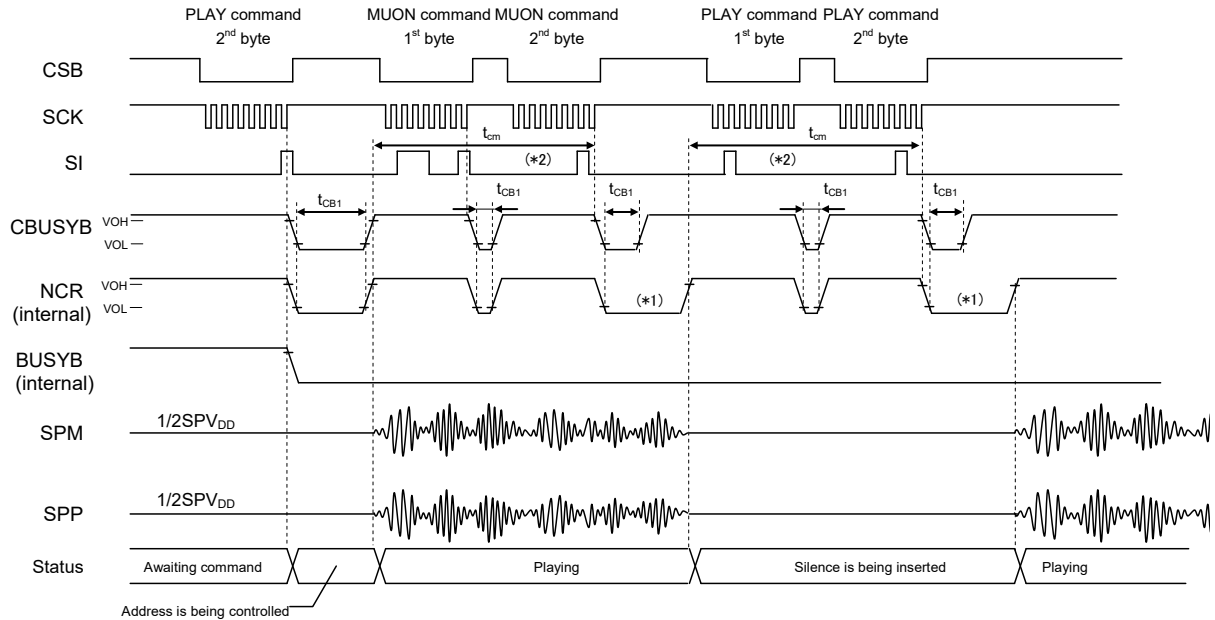 PLAY command
2nd byte
MUON command
1st byte
MUON command
2nd byte
PLAY command
1st byte
PLAY command
2nd byte
CSB
SCK
tcm
tcm
SI
(*2)
(*2)
tCB1
tCB1
tCB1
tCB1
tCB1
CBUSYB
VOH
VOL
NCR
(internal)
VOH
VOL
(*1)
(*1)
BUSYB
(internal)
SPM
1/2SPVDD
SPP
1/2SPVDD
Status
Awaiting command
Playing
Silence is being inserted
Playing
Address is being controlled